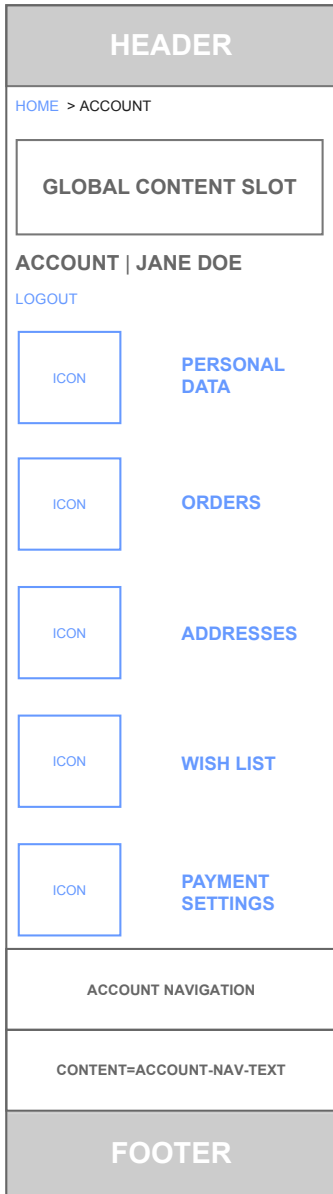 HEADER
HOME > ACCOUNT
GLOBAL CONTENT SLOT
ACCOUNT | JANE DOE
LOGOUT
ICON
PERSONAL
DATA
ICON
ORDERS
ICON
ADDRESSES
ICON
WISH LIST
ICON
PAYMENT
SETTINGS
ACCOUNT NAVIGATION
CONTENT=ACCOUNT-NAV-TEXT
FOOTER